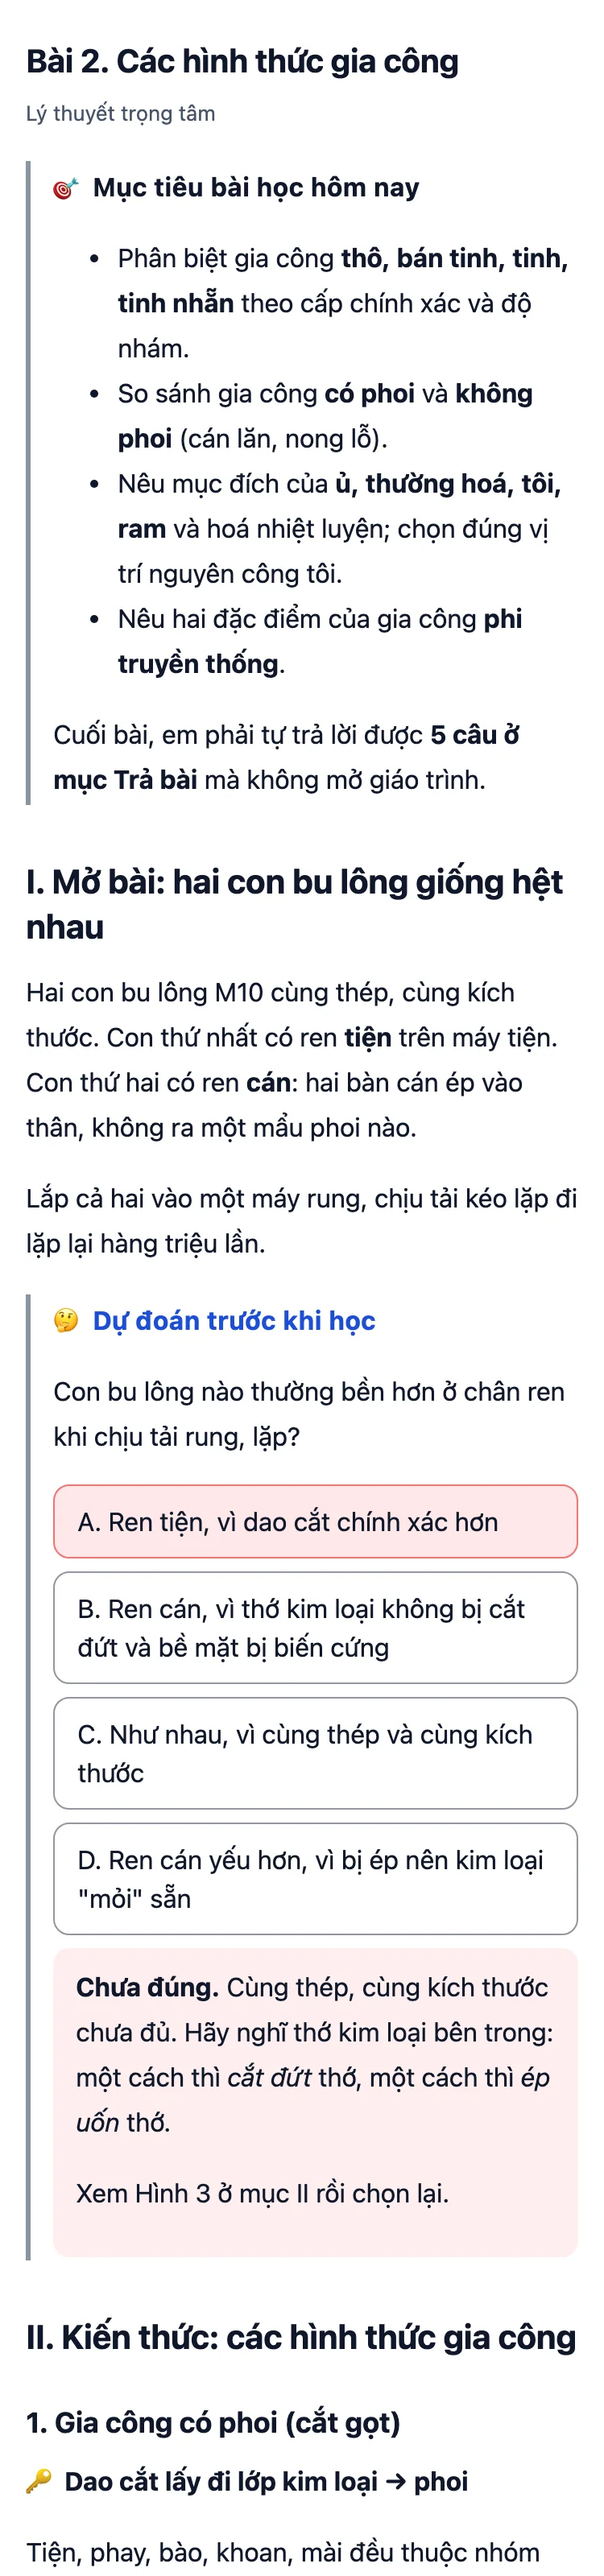 Bài 2. Các hình thức gia công
Lý thuyết trọng tâm
🎯 Mục tiêu bài học hôm nay
• Phân biệt gia công thô, bán tinh, tinh,
tinh nhẵn theo cấp chính xác và độ
nhám.
• So sánh gia công có phoi và không
phoi (cán lăn, nong lỗ).
• Nêu mục đích của ủ, thường hoá, tôi,
ram và hoá nhiệt luyện; chọn đúng vị
trí nguyên công tôi.
• Nêu hai đặc điểm của gia công phi
truyền thống.
Cuối bài, em phải tự trả lời được 5 câu ở
mục Trả bài mà không mở giáo trình.
I. Mở bài: hai con bu lông giống hệt
nhau
Hai con bu lông M10 cùng thép, cùng kích
thước. Con thứ nhất có ren tiện trên máy tiện.
Con thứ hai có ren cán: hai bàn cán ép vào
thân, không ra một mẩu phoi nào.
Lắp cả hai vào một máy rung, chịu tải kéo lặp đi
lặp lại hàng triệu lần.
🤔 Dự đoán trước khi học
Con bu lông nào thường bền hơn ở chân ren
khi chịu tải rung, lặp?
A. Ren tiện, vì dao cắt chính xác hơn
B. Ren cán, vì thớ kim loại không bị cắt
đứt và bề mặt bị biến cứng
C. Như nhau, vì cùng thép và cùng kích
thước
D. Ren cán yếu hơn, vì bị ép nên kim loại
"mỏi" sẵn
Chưa đúng. Cùng thép, cùng kích thước
chưa đủ. Hãy nghĩ thớ kim loại bên trong:
một cách thì cắt đứt thớ, một cách thì ép
uốn thớ.
Xem Hình 3 ở mục II rồi chọn lại.
II. Kiến thức: các hình thức gia công
1. Gia công có phoi (cắt gọt)
🔑 Dao cắt lấy đi lớp kim loại → phoi
Tiện, phay, bào, khoan, mài đều thuộc nhóm